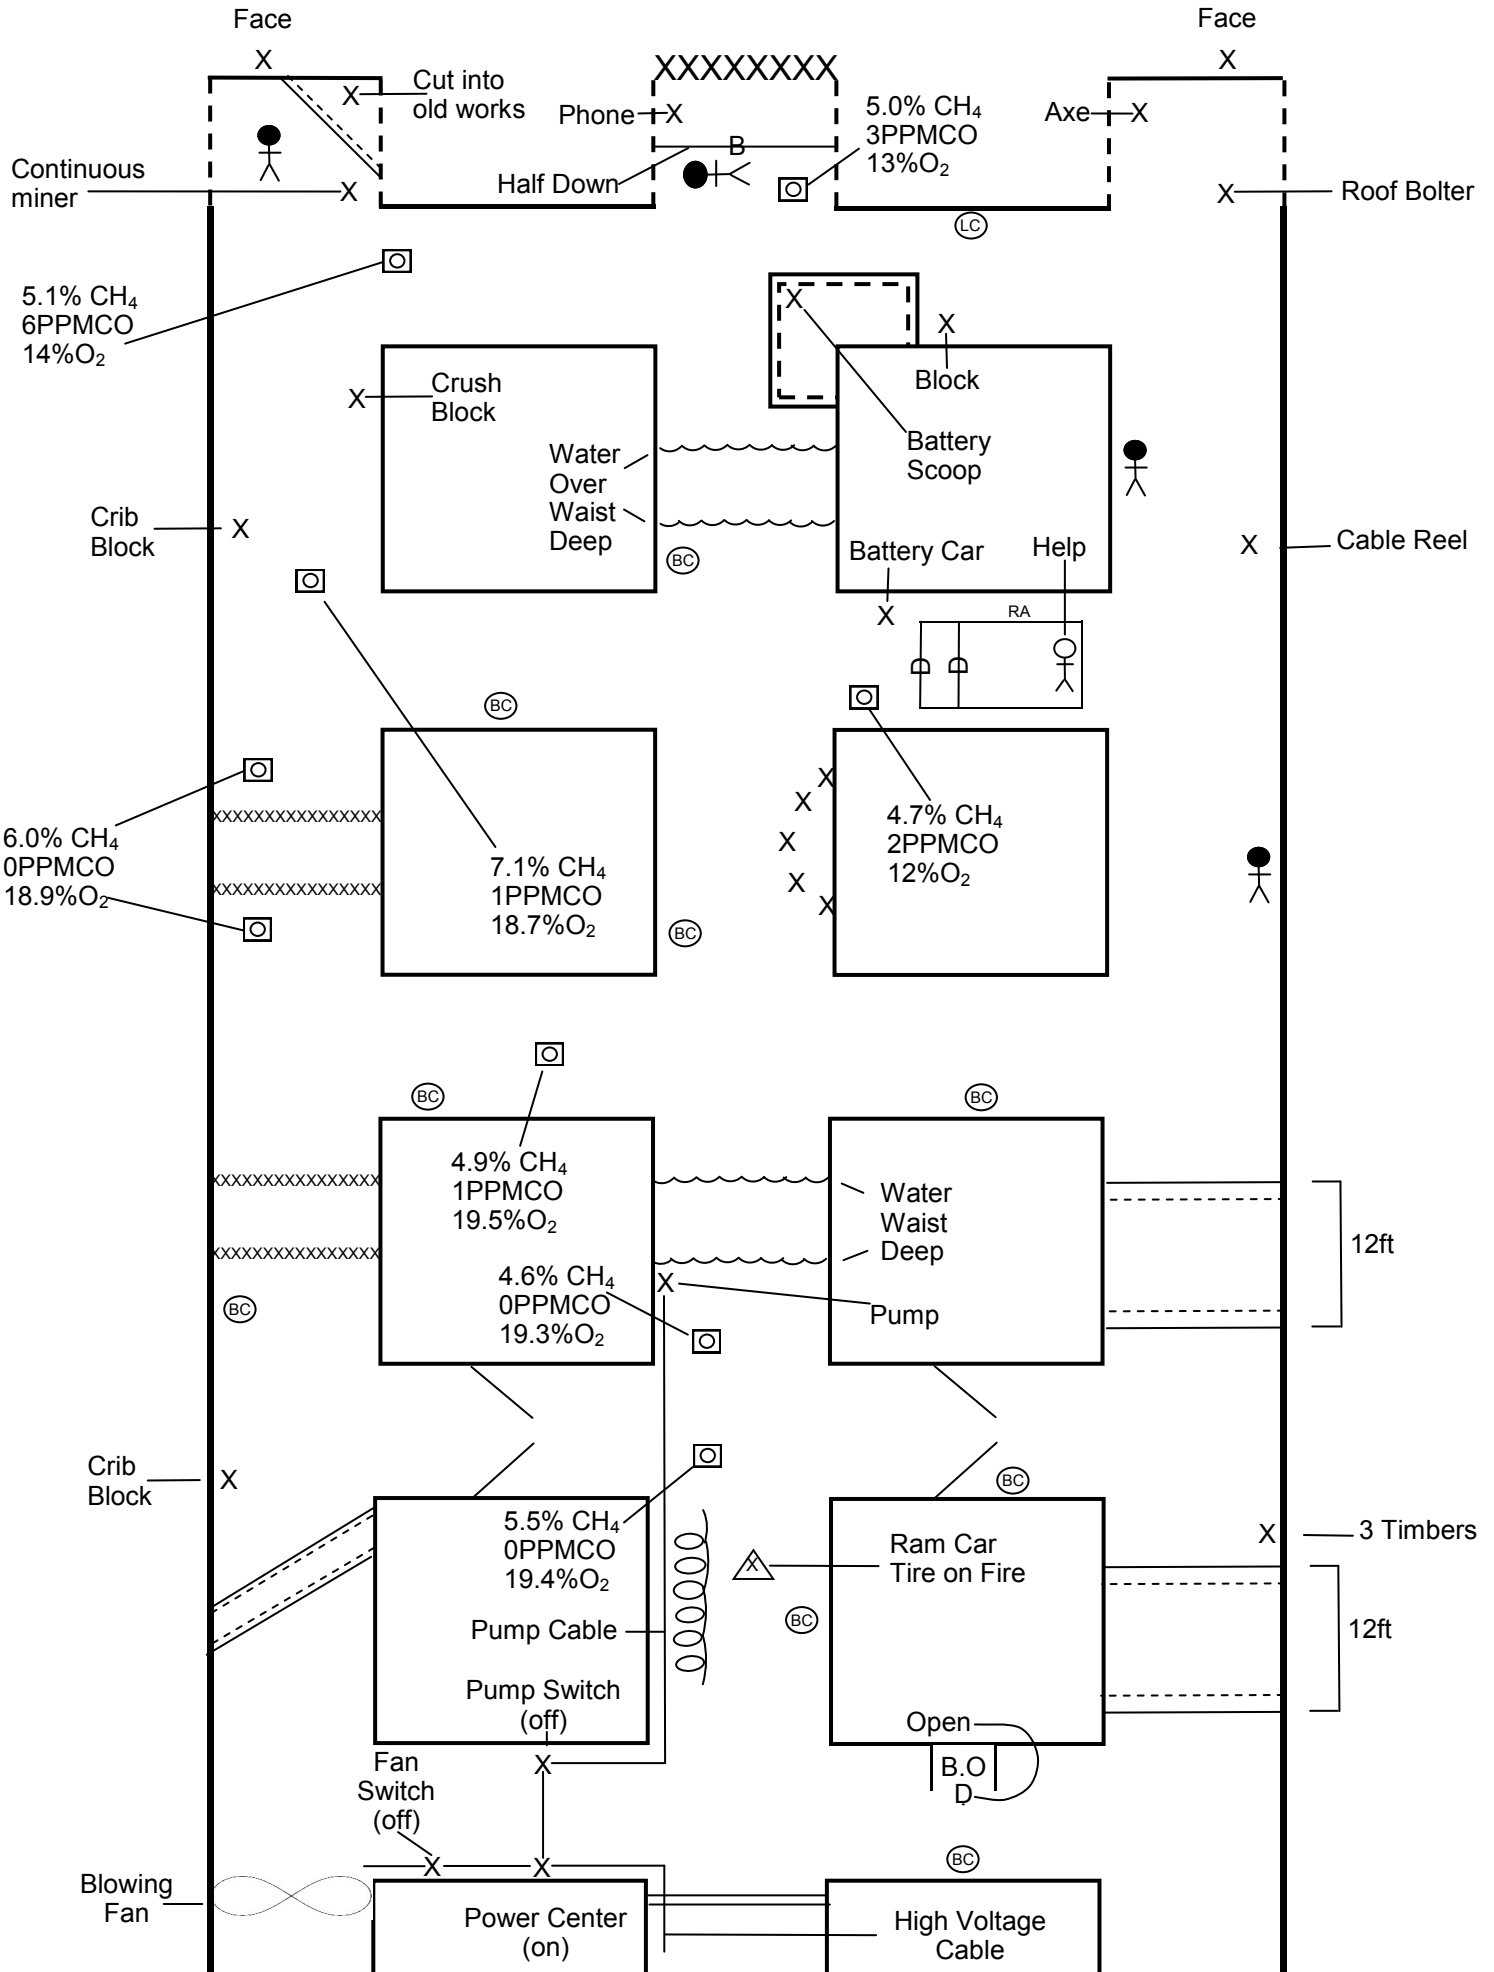 Face
Face
X
X
Cut into
old works
X
XXXXXXXX
Phone
X
5.0% CH₄
3PPMCO
13%O₂
Axe
X
B
Continuous
miner
X
Half Down
X
Roof Bolter
LC
5.1% CH₄
6PPMCO
14%O₂
X
X
Block
Crush
Block
X
Battery
Scoop
Water
Over
Waist
Deep
Crib
Block
X
BC
Battery Car
Help
X
Cable Reel
X
RA
D
D
BC
6.0% CH₄
0PPMCO
18.9%O₂
XXXXXXXXXXXXXXX
XXXXXXXXXXXXXXX
7.1% CH₄
1PPMCO
18.7%O₂
BC
X
X
X
X
X
4.7% CH₄
2PPMCO
12%O₂
BC
BC
4.9% CH₄
1PPMCO
19.5%O₂
XXXXXXXXXXXXXXX
XXXXXXXXXXXXXXX
Water
Waist
Deep
12ft
4.6% CH₄
0PPMCO
19.3%O₂
X
Pump
BC
Crib
Block
X
BC
5.5% CH₄
0PPMCO
19.4%O₂
X
Ram Car
Tire on Fire
X
3 Timbers
BC
12ft
Pump Cable
Pump Switch
(off)
X
Open
B.O
D
Fan
Switch
(off)
X
X
BC
Blowing
Fan
Power Center
(on)
High Voltage
Cable